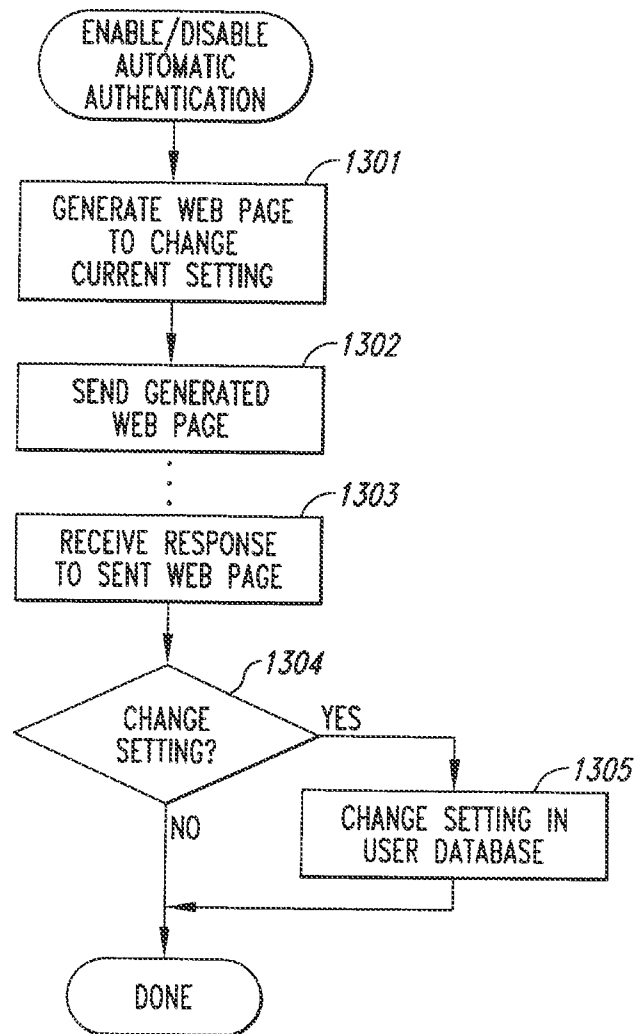 ENABLE/DISABLE
AUTOMATIC
AUTHENTICATION
1301
GENERATE WEB PAGE
TO CHANGE
CURRENT SETTING
1302
SEND GENERATED
WEB PAGE
1303
RECEIVE RESPONSE
TO SENT WEB PAGE
1304
CHANGE
SETTING?
YES
1305
CHANGE SETTING IN
USER DATABASE
NO
DONE